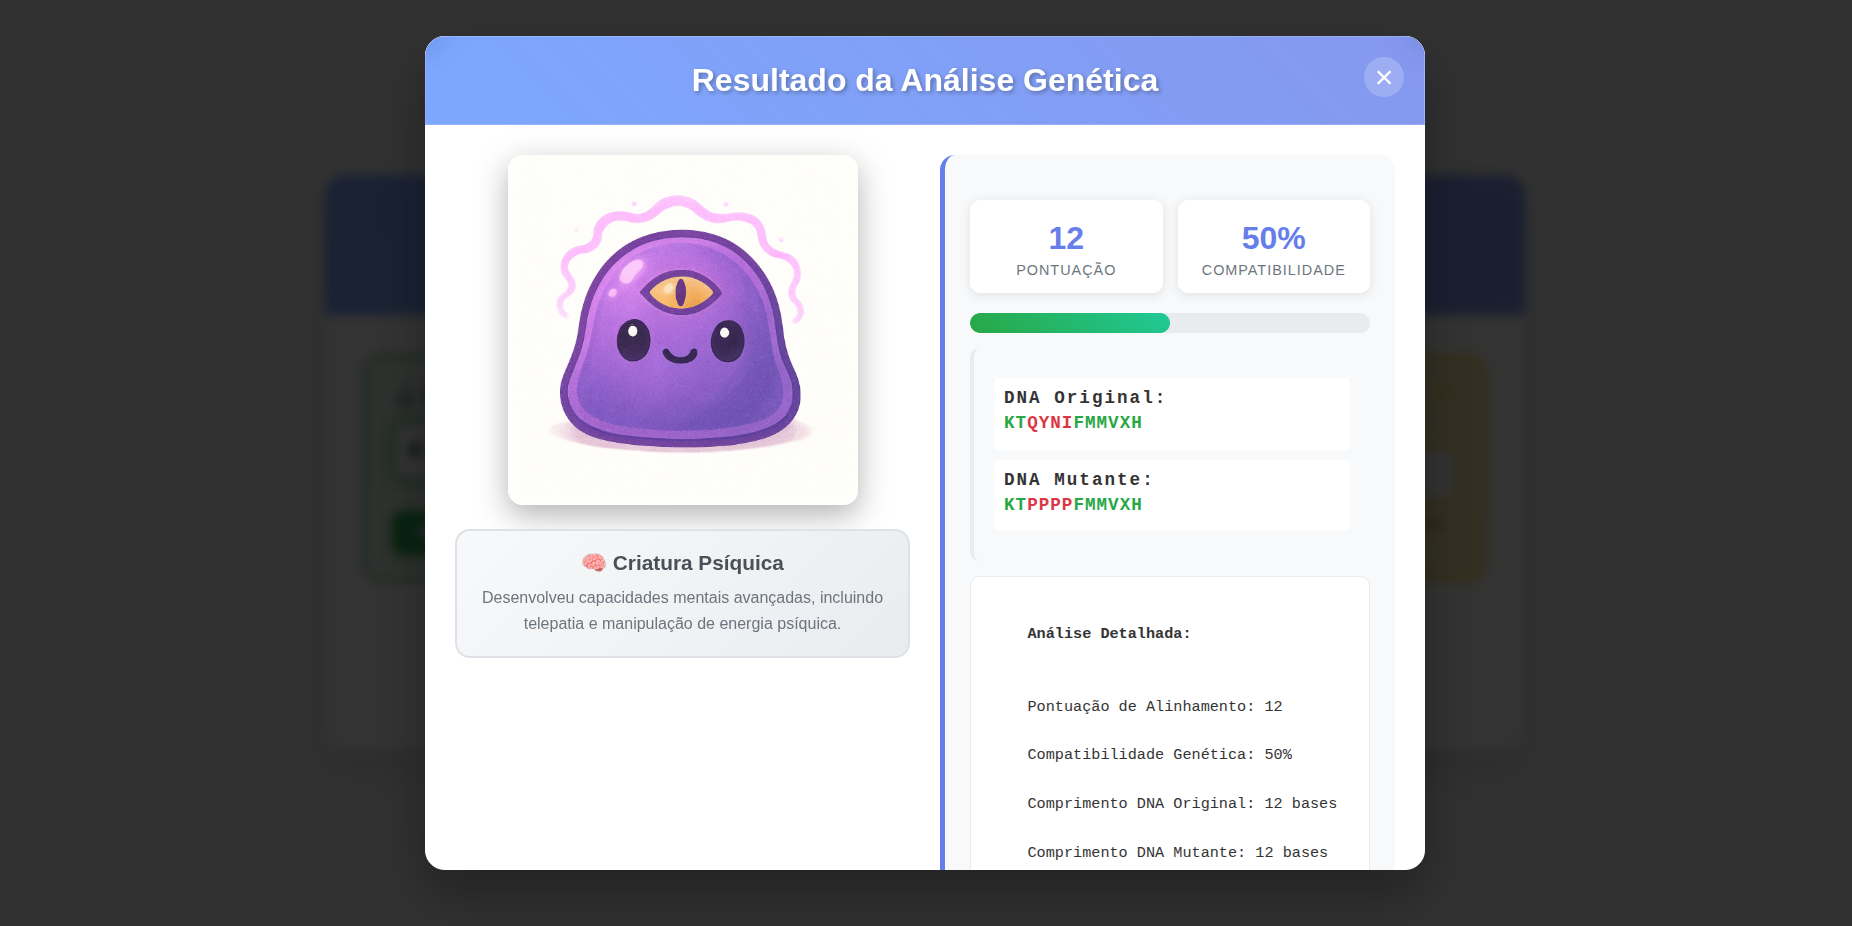 Resultado da Análise Genética
🧠 Criatura Psíquica
Desenvolveu capacidades mentais avançadas, incluindo
telepatia e manipulação de energia psíquica.
12
PONTUAÇÃO
50%
COMPATIBILIDADE
DNA Original:
KTQYNIFMMVXH
DNA Mutante:
KTPPPPFMMVXH
Análise Detalhada:
Pontuação de Alinhamento: 12
Compatibilidade Genética: 50%
Comprimento DNA Original: 12 bases
Comprimento DNA Mutante: 12 bases